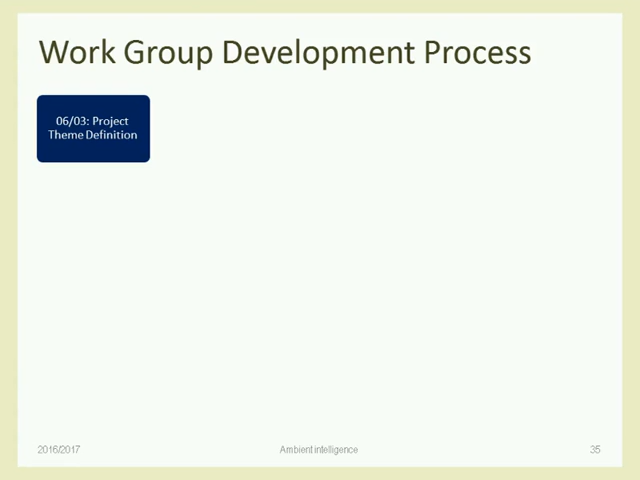 Work Group Development Process
06/03: Project
Theme Definition
2016/2017
Ambient intelligence
35